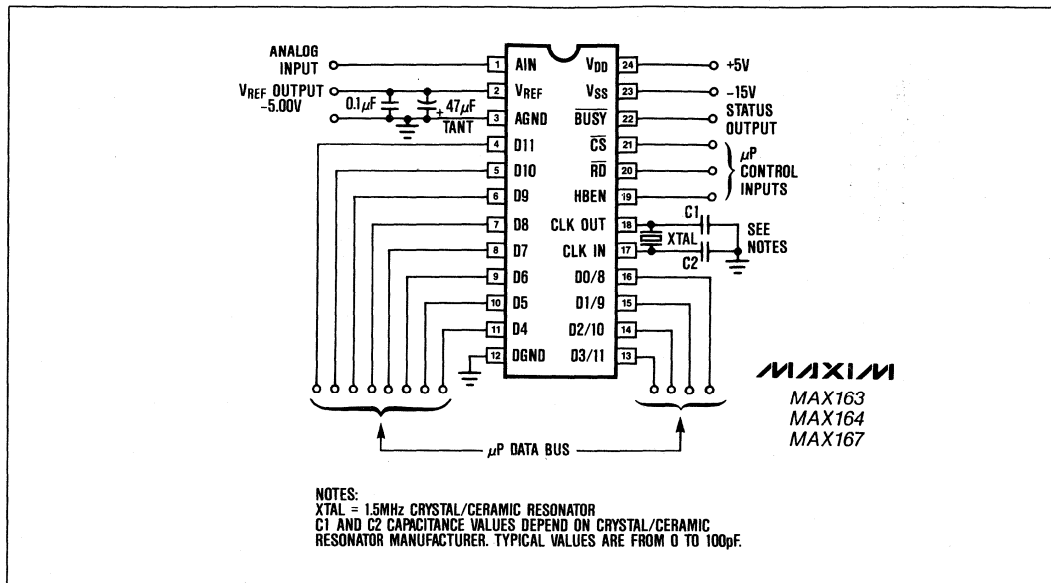 ANALOG
INPUT
VREF OUTPUT
-5.00V
0.1µF
+ 47µF
TANT
1 AIN
2 VREF
3 AGND
4 D11
5 D10
6 D9
7 D8
8 D7
9 D6
10 D5
11 D4
12 DGND
VDD 24
VSS 23
BUSY 22
CS 21
RD 20
HBEN 19
CLK OUT 18
CLK IN 17
D0/8 16
D1/9 15
D2/10 14
D3/11 13
+5V
-15V
STATUS
OUTPUT
µP
CONTROL
INPUTS
C1
XTAL
C2
SEE
NOTES
MAXIM
MAX163
MAX164
MAX167
µP DATA BUS
NOTES:
XTAL = 1.5MHz CRYSTAL/CERAMIC RESONATOR
C1 AND C2 CAPACITANCE VALUES DEPEND ON CRYSTAL/CERAMIC
RESONATOR MANUFACTURER. TYPICAL VALUES ARE FROM 0 TO 100pF.